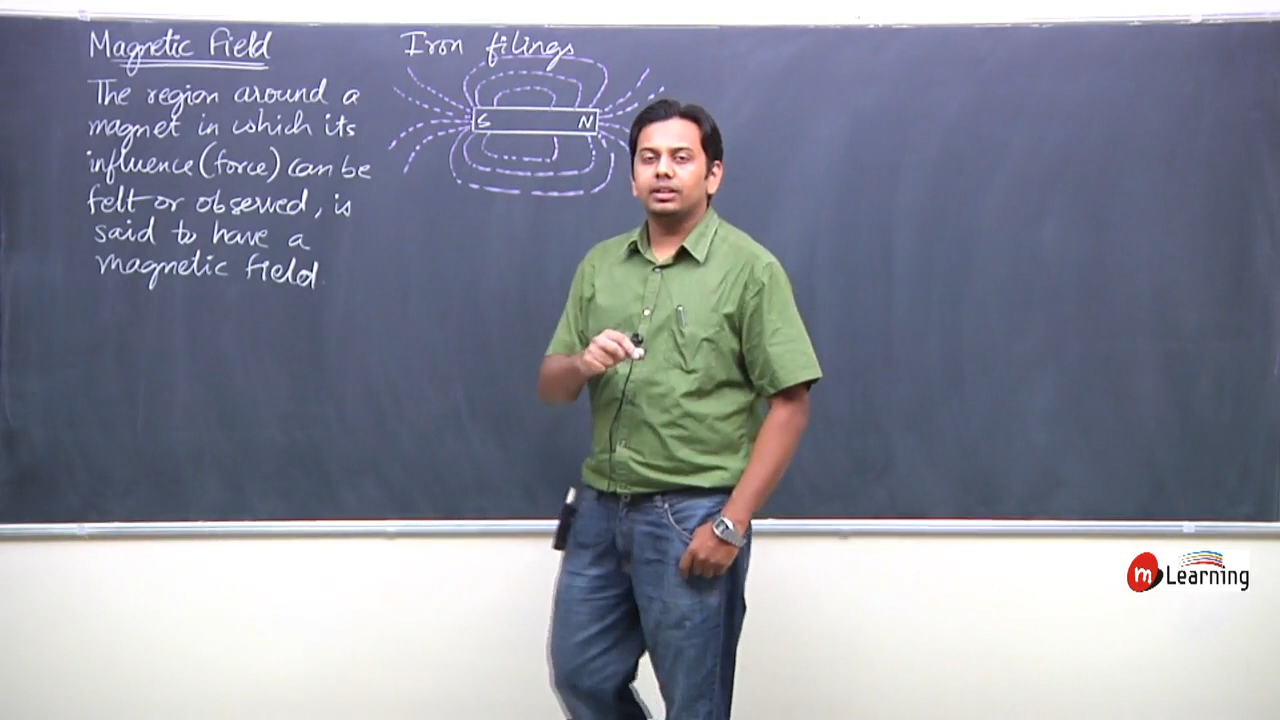 Magnetic Field
The region around a
magnet in which its
influence (force) can be
felt or observed, is
said to have a
magnetic field.
Iron filings
S N
m Learning